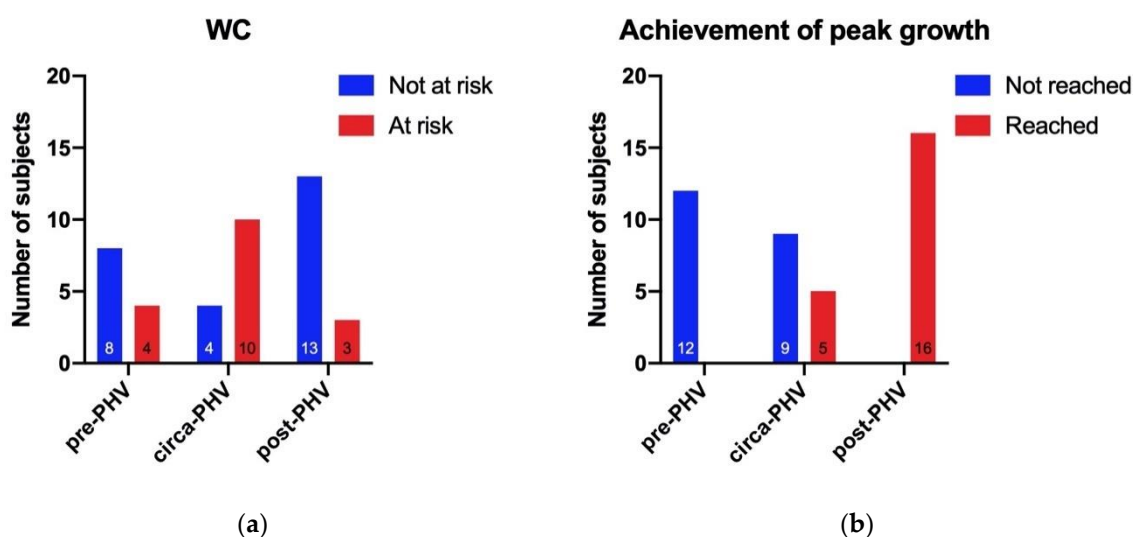 WC
Number of subjects
20
15
10
5
0
Not at risk
At risk
8
4
4
10
13
3
pre-PHV
circa-PHV
post-PHV
(a)
Achievement of peak growth
Number of subjects
20
15
10
5
0
Not reached
Reached
12
9
5
16
pre-PHV
circa-PHV
post-PHV
(b)